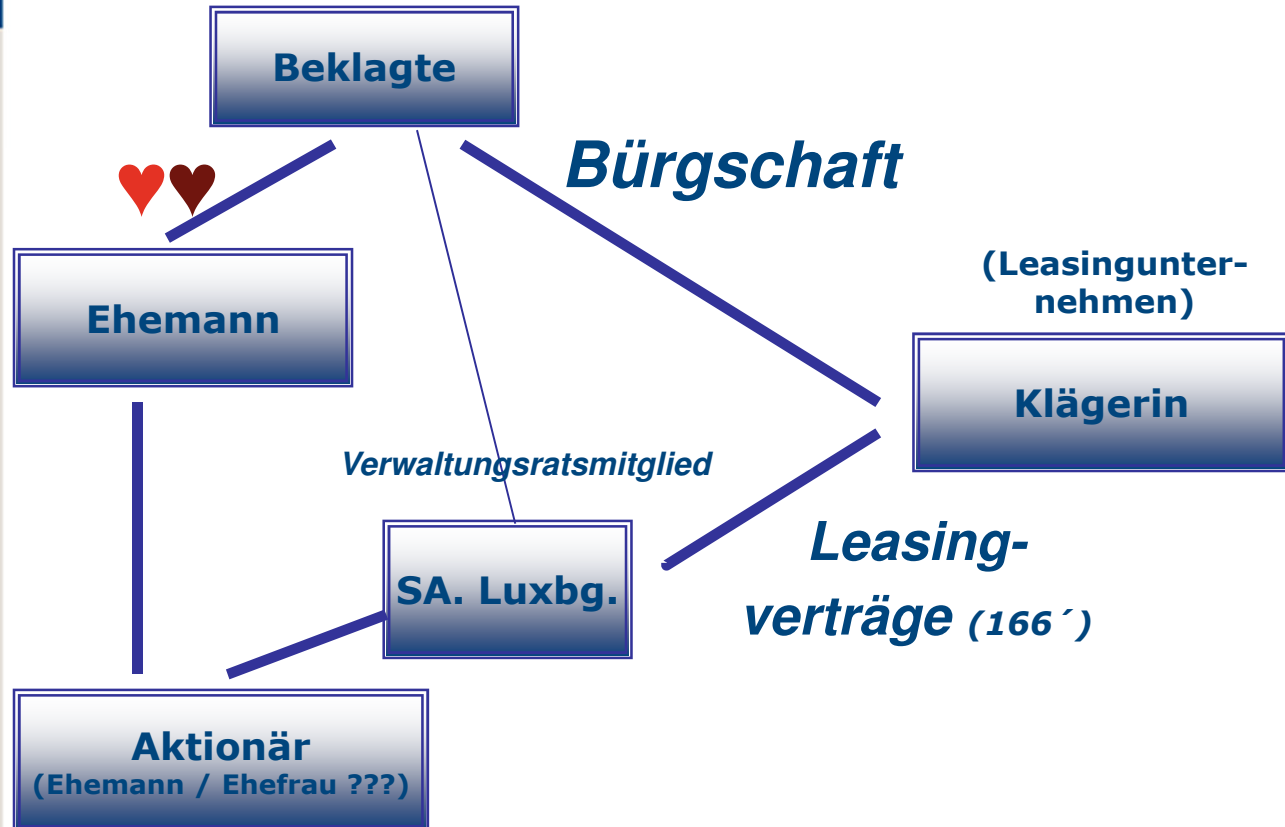 Beklagte
Bürgschaft
(Leasingunter-
nehmen)
Ehemann
Klägerin
Verwaltungsratsmitglied
Leasing-
verträge (166´)
SA. Luxbg.
Aktionär
(Ehemann / Ehefrau ???)